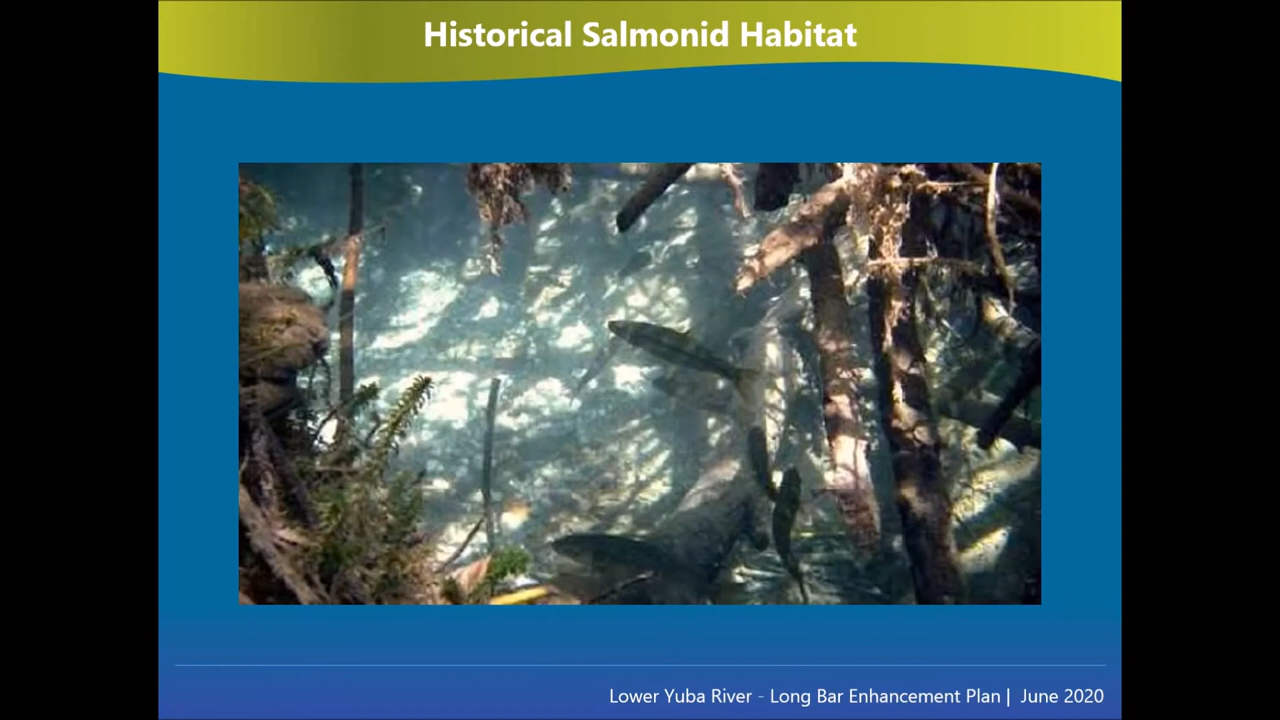 Historical Salmonid Habitat
Lower Yuba River - Long Bar Enhancement Plan | June 2020